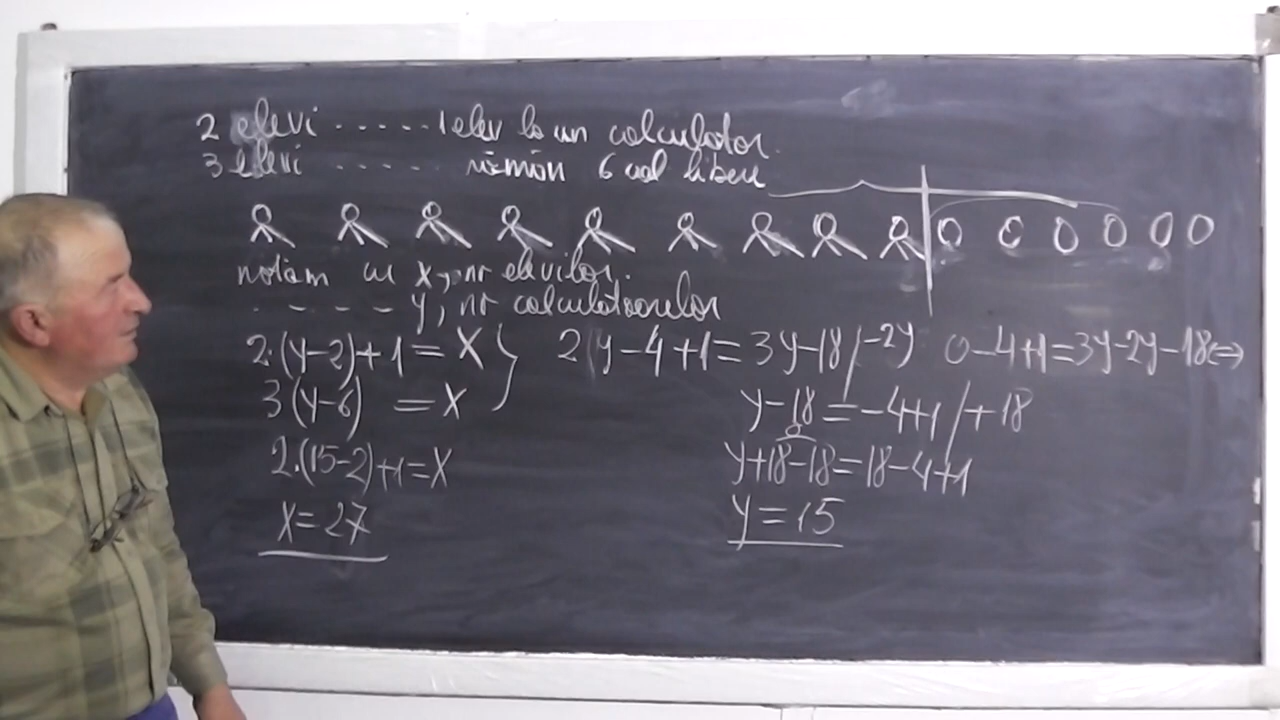 2 elevi ..... 1 elev la un calculator.
3 elevi ..... rămân 6 cal libere
notăm cu x, nr elevilor.
- - - - y, nr calculatoarelor
2·(y-2)+1=X
3(y-6) =X
2·(15-2)+1=X
X=27
2y-4+1=3y-18/-2y
0-4+1=3y-2y-18⇔
y-18=-4+1/+18
0
y+18-18=18-4+1
y=15